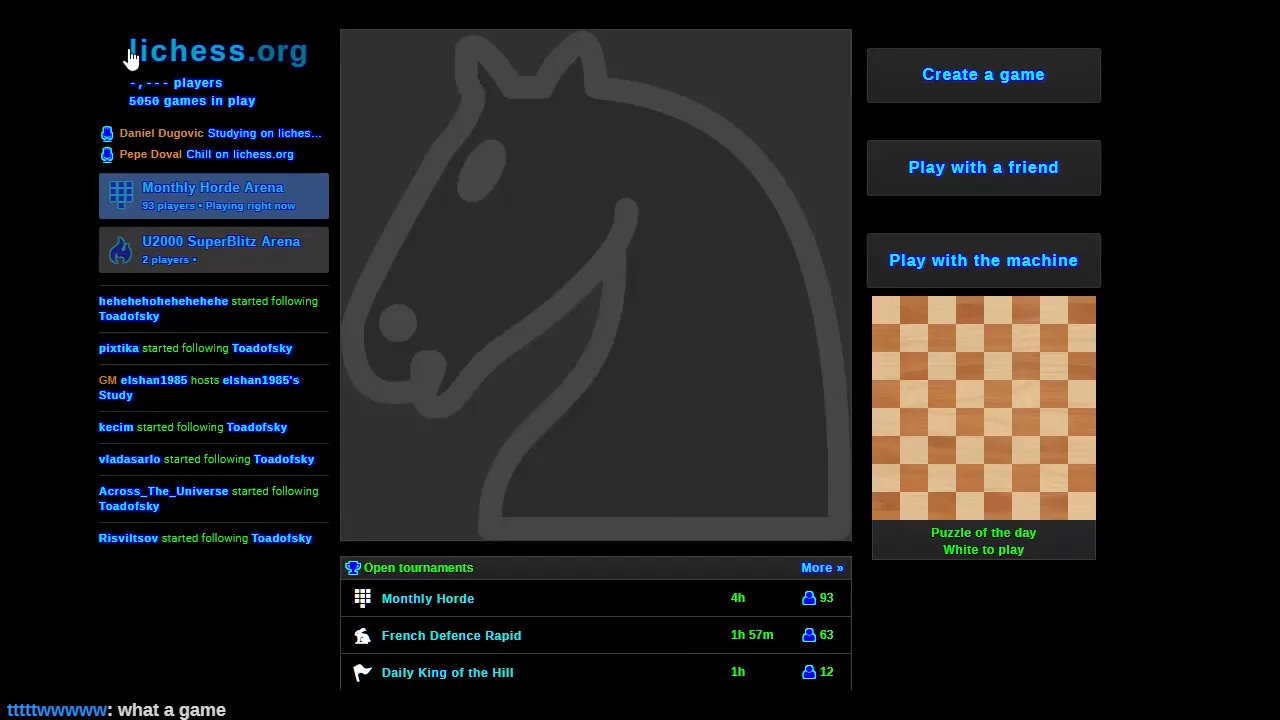 lichess.org
-,--- players
5050 games in play
Daniel Dugovic Studying on liches...
Pepe Doval Chill on lichess.org
Monthly Horde Arena
93 players • Playing right now
U2000 SuperBlitz Arena
2 players •
hehehehohehehehehe started following
Toadofsky
pixtika started following Toadofsky
GM elshan1985 hosts elshan1985's
Study
kecim started following Toadofsky
vladasarlo started following Toadofsky
Across_The_Universe started following
Toadofsky
Risviltsov started following Toadofsky
Open tournaments More »
Monthly Horde 4h 93
French Defence Rapid 1h 57m 63
Daily King of the Hill 1h 12
Create a game
Play with a friend
Play with the machine
Puzzle of the day
White to play
tttttwwwww: what a game